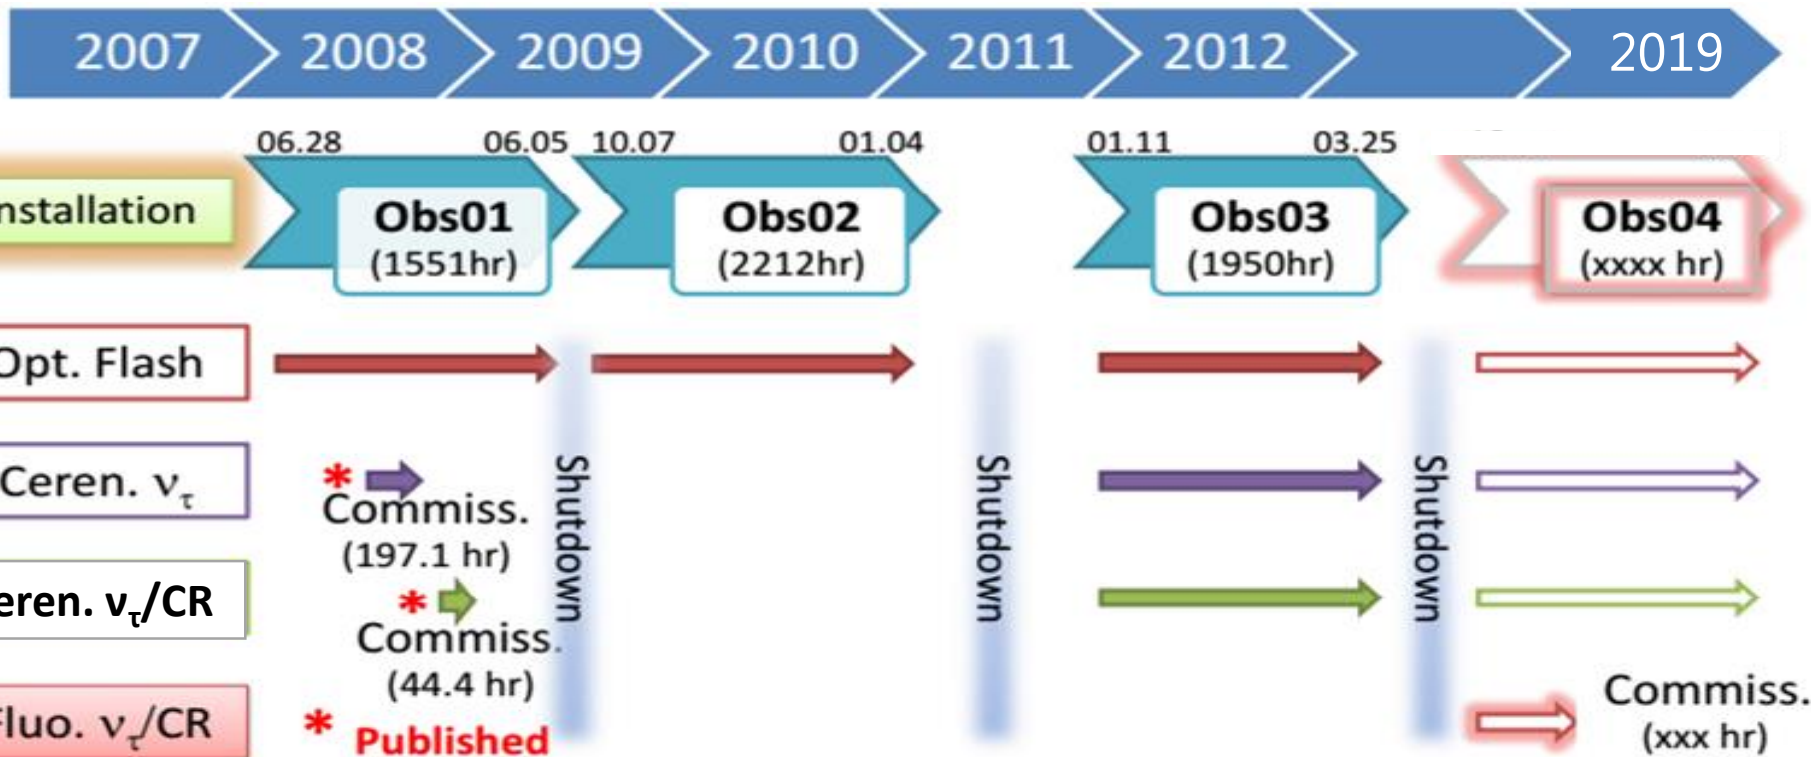 2007 2008 2009 2010 2011 2012 2019
06.28 06.05 10.07 01.04 01.11 03.25
nstallation
Obs01
(1551hr)
Obs02
(2212hr)
Obs03
(1950hr)
Obs04
(xxxx hr)
Opt. Flash
Ceren. ντ
*
Commiss.
(197.1 hr)
eren. ντ/CR
*
Commiss.
(44.4 hr)
Fluo. ντ/CR
* Published
Shutdown
Shutdown
Shutdown
Commiss.
(xxx hr)